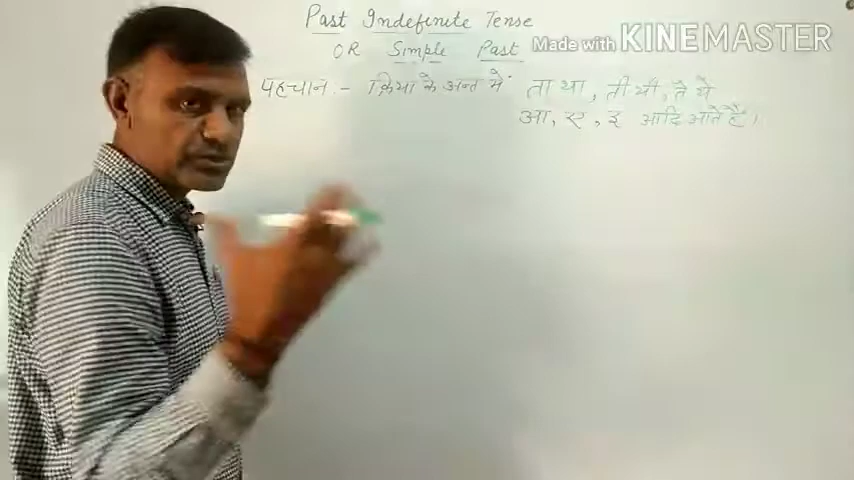 Past Indefinite Tense
OR Simple Past
Made with KINEMASTER
पहचान :- क्रिया के अन्त में ता था, ती थी, ते थे
आ, ए, इ आदि आते है।